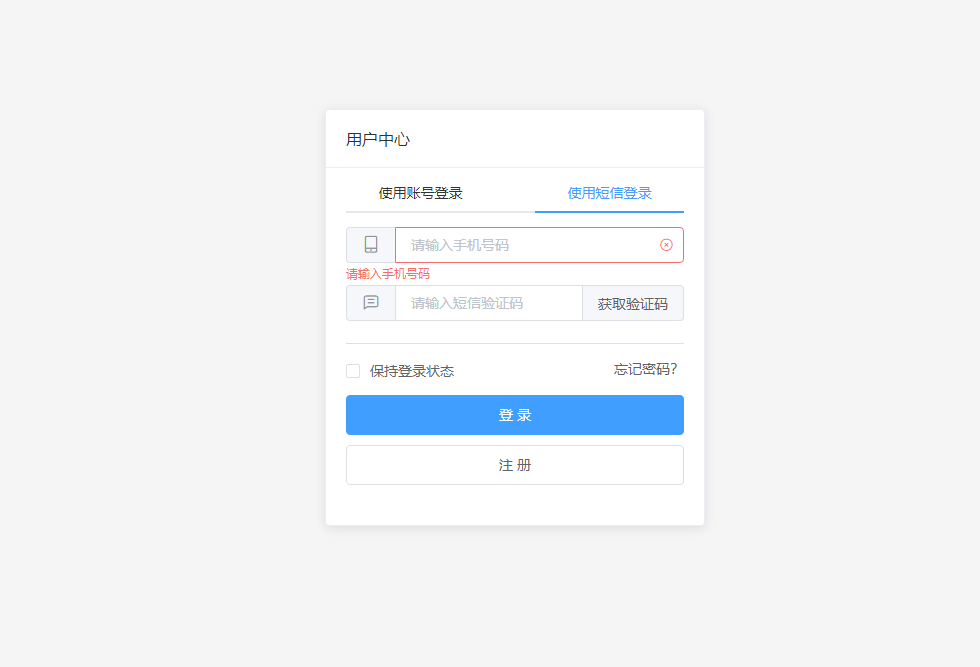 用户中心
使用账号登录 使用短信登录
请输入手机号码
请输入手机号码
请输入短信验证码 获取验证码
保持登录状态 忘记密码?
登 录
注 册